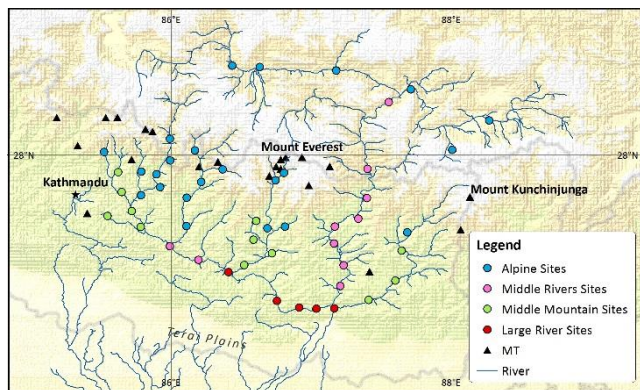 86°E
88°E
28°N
Mount Everest
28°N
Kathmandu
Mount Kunchinjunga
Legend
Alpine Sites
Middle Rivers Sites
Middle Mountain Sites
Large River Sites
MT
River
Terai Plains
86°E
88°E